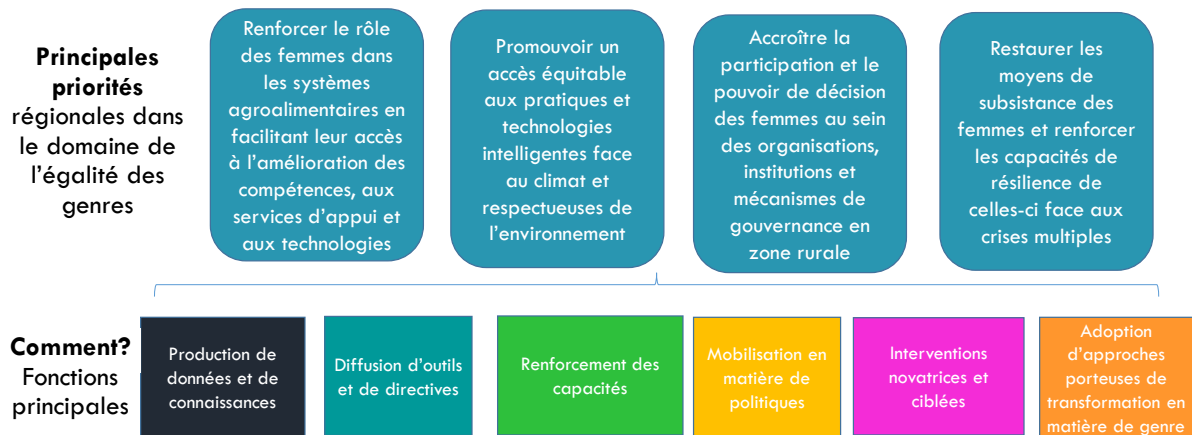 Principales
priorités
régionales dans
le domaine de
l'égalité des
genres
Renforcer le rôle
des femmes dans
les systèmes
agroalimentaires en
facilitant leur accès
à l'amélioration des
compétences, aux
services d'appui et
aux technologies
Promouvoir un
accès équitable
aux pratiques et
technologies
intelligentes face
au climat et
respectueuses de
l'environnement
Accroître la
participation et le
pouvoir de décision
des femmes au sein
des organisations,
institutions et
mécanismes de
gouvernance en
zone rurale
Restaurer les
moyens de
subsistance des
femmes et renforcer
les capacités de
résilience de
celles-ci face aux
crises multiples
Comment?
Fonctions
principales
Production de
données et de
connaissances
Diffusion d'outils
et de directives
Renforcement des
capacités
Mobilisation en
matière de
politiques
Interventions
novatrices et
ciblées
Adoption
d'approches
porteuses de
transformation en
matière de genre